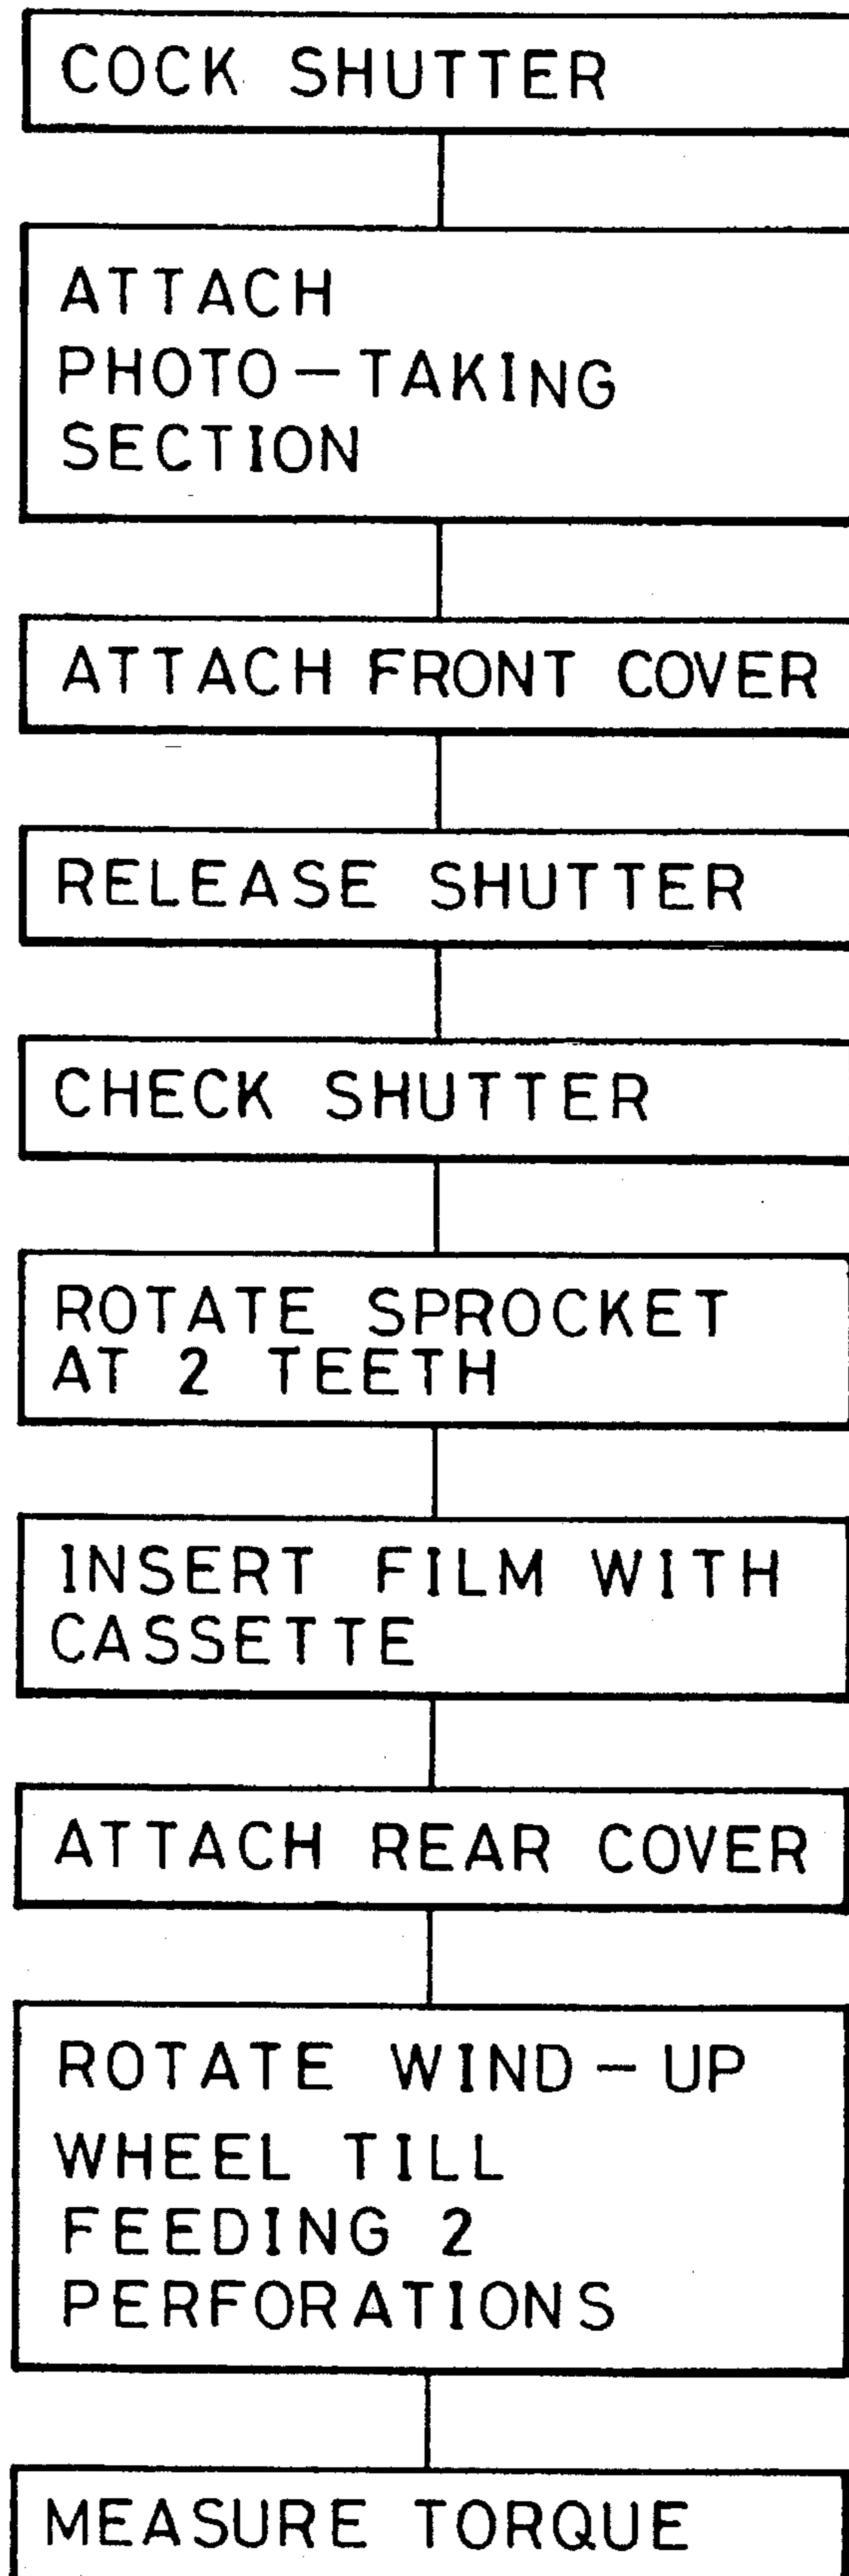 COCK SHUTTER
ATTACH
PHOTO-TAKING
SECTION
ATTACH FRONT COVER
RELEASE SHUTTER
CHECK SHUTTER
ROTATE SPROCKET
AT 2 TEETH
INSERT FILM WITH
CASSETTE
ATTACH REAR COVER
ROTATE WIND-UP
WHEEL TILL
FEEDING 2
PERFORATIONS
MEASURE TORQUE